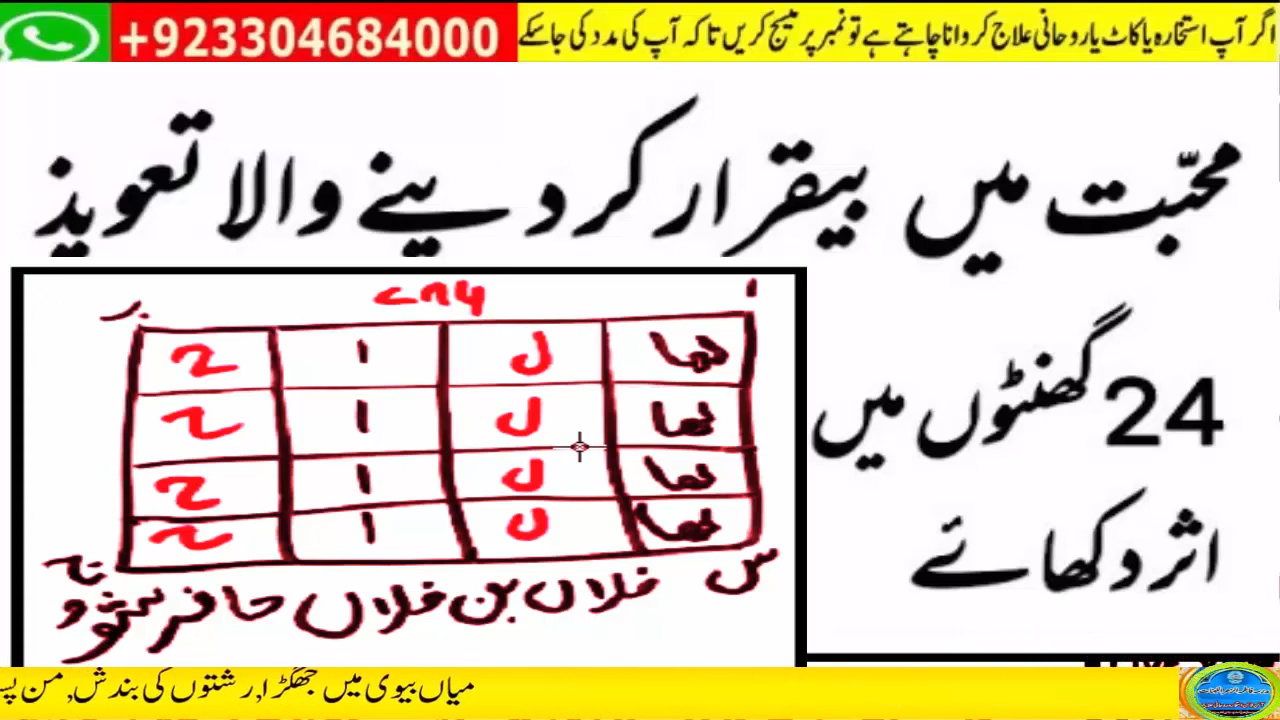 +923304684000 اگر آپ استخارہ یا کاٹ یا روحانی علاج کروانا چاہتے ہے تو نمبر پر میسج کریں تاکہ آپ کی مدد کی جاسکے
محبّت میں بیقرار کر دینے والا تعویذ
24 گھنٹوں میں
اثر دکھائے
۷۸۶
ا
ل ا ح
ل ا ح
ل ا ح
ل ا ح
س
فلاں بن فلاں حاضر شو
میاں بیوی میں جھگڑا,رشتوں کی بندش, من پس